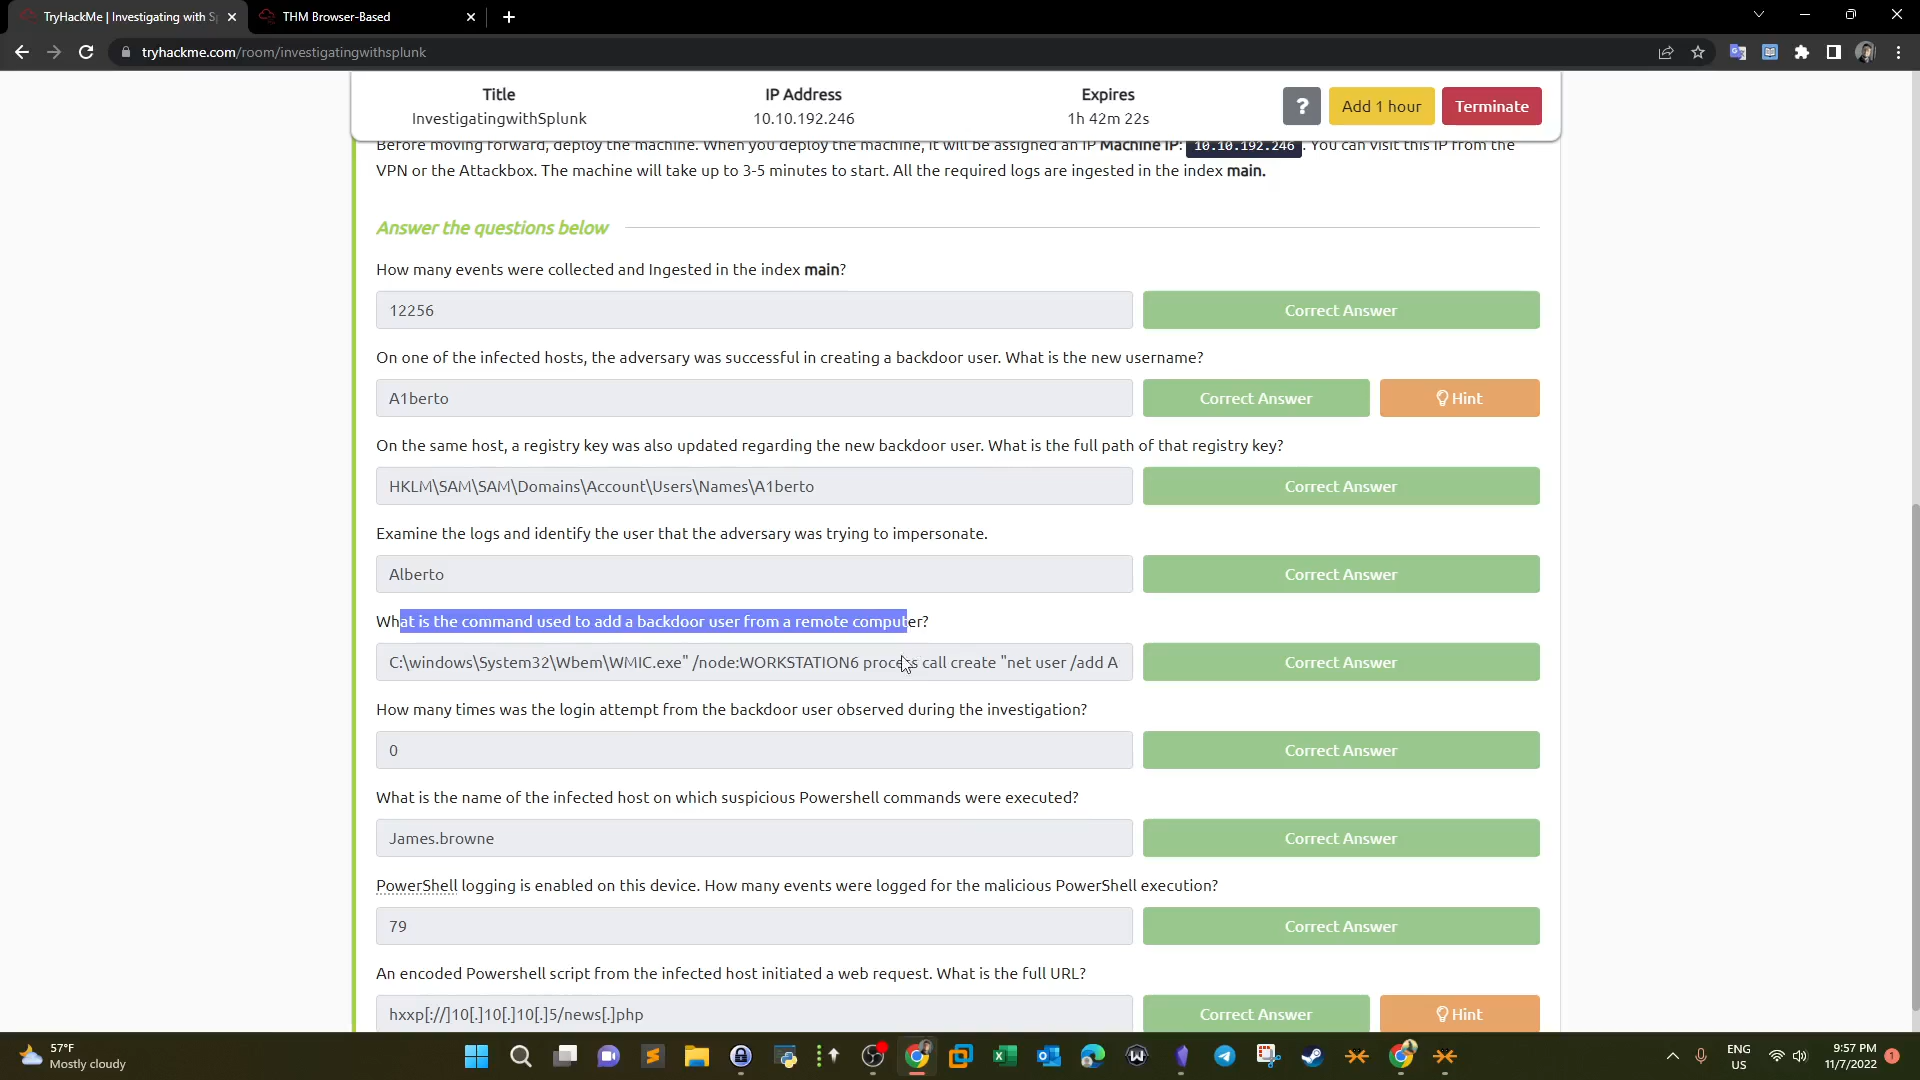 TryHackMe | Investigating with Sp
THM Browser-Based
tryhackme.com/room/investigatingwithsplunk
Title
IP Address
Expires
InvestigatingwithSplunk
10.10.192.246
1h 42m 22s
?
Add 1 hour
Terminate
Before moving forward, deploy the machine. When you deploy the machine, it will be assigned an IP Machine IP: 10.10.192.246 . You can visit this IP from the
VPN or the Attackbox. The machine will take up to 3-5 minutes to start. All the required logs are ingested in the index main.
Answer the questions below
How many events were collected and Ingested in the index main?
12256
Correct Answer
On one of the infected hosts, the adversary was successful in creating a backdoor user. What is the new username?
A1berto
Correct Answer
Hint
On the same host, a registry key was also updated regarding the new backdoor user. What is the full path of that registry key?
HKLM\SAM\SAM\Domains\Account\Users\Names\A1berto
Correct Answer
Examine the logs and identify the user that the adversary was trying to impersonate.
Alberto
Correct Answer
What is the command used to add a backdoor user from a remote computer?
C:\windows\System32\Wbem\WMIC.exe" /node:WORKSTATION6 process call create "net user /add A
Correct Answer
How many times was the login attempt from the backdoor user observed during the investigation?
0
Correct Answer
What is the name of the infected host on which suspicious Powershell commands were executed?
James.browne
Correct Answer
PowerShell logging is enabled on this device. How many events were logged for the malicious PowerShell execution?
79
Correct Answer
An encoded Powershell script from the infected host initiated a web request. What is the full URL?
hxxp[://]10[.]10[.]10[.]5/news[.]php
Correct Answer
Hint
57°F
Mostly cloudy
ENG
US
9:57 PM
11/7/2022
1